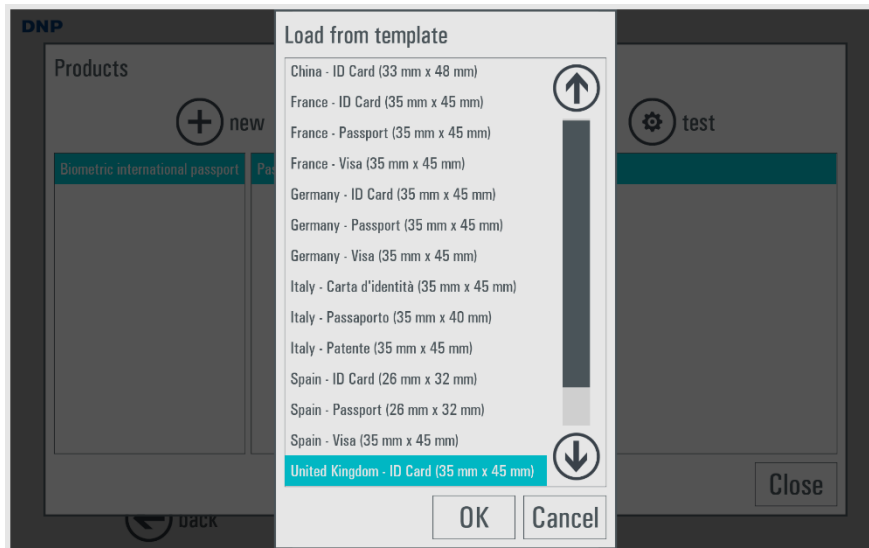 DNP
Products
new
test
Biometric international passport
Load from template
China - ID Card (33 mm x 48 mm)
France - ID Card (35 mm x 45 mm)
France - Passport (35 mm x 45 mm)
France - Visa (35 mm x 45 mm)
Germany - ID Card (35 mm x 45 mm)
Germany - Passport (35 mm x 45 mm)
Germany - Visa (35 mm x 45 mm)
Italy - Carta d'identità (35 mm x 45 mm)
Italy - Passaporto (35 mm x 40 mm)
Italy - Patente (35 mm x 45 mm)
Spain - ID Card (26 mm x 32 mm)
Spain - Passport (26 mm x 32 mm)
Spain - Visa (35 mm x 45 mm)
United Kingdom - ID Card (35 mm x 45 mm)
OK
Cancel
Close
back